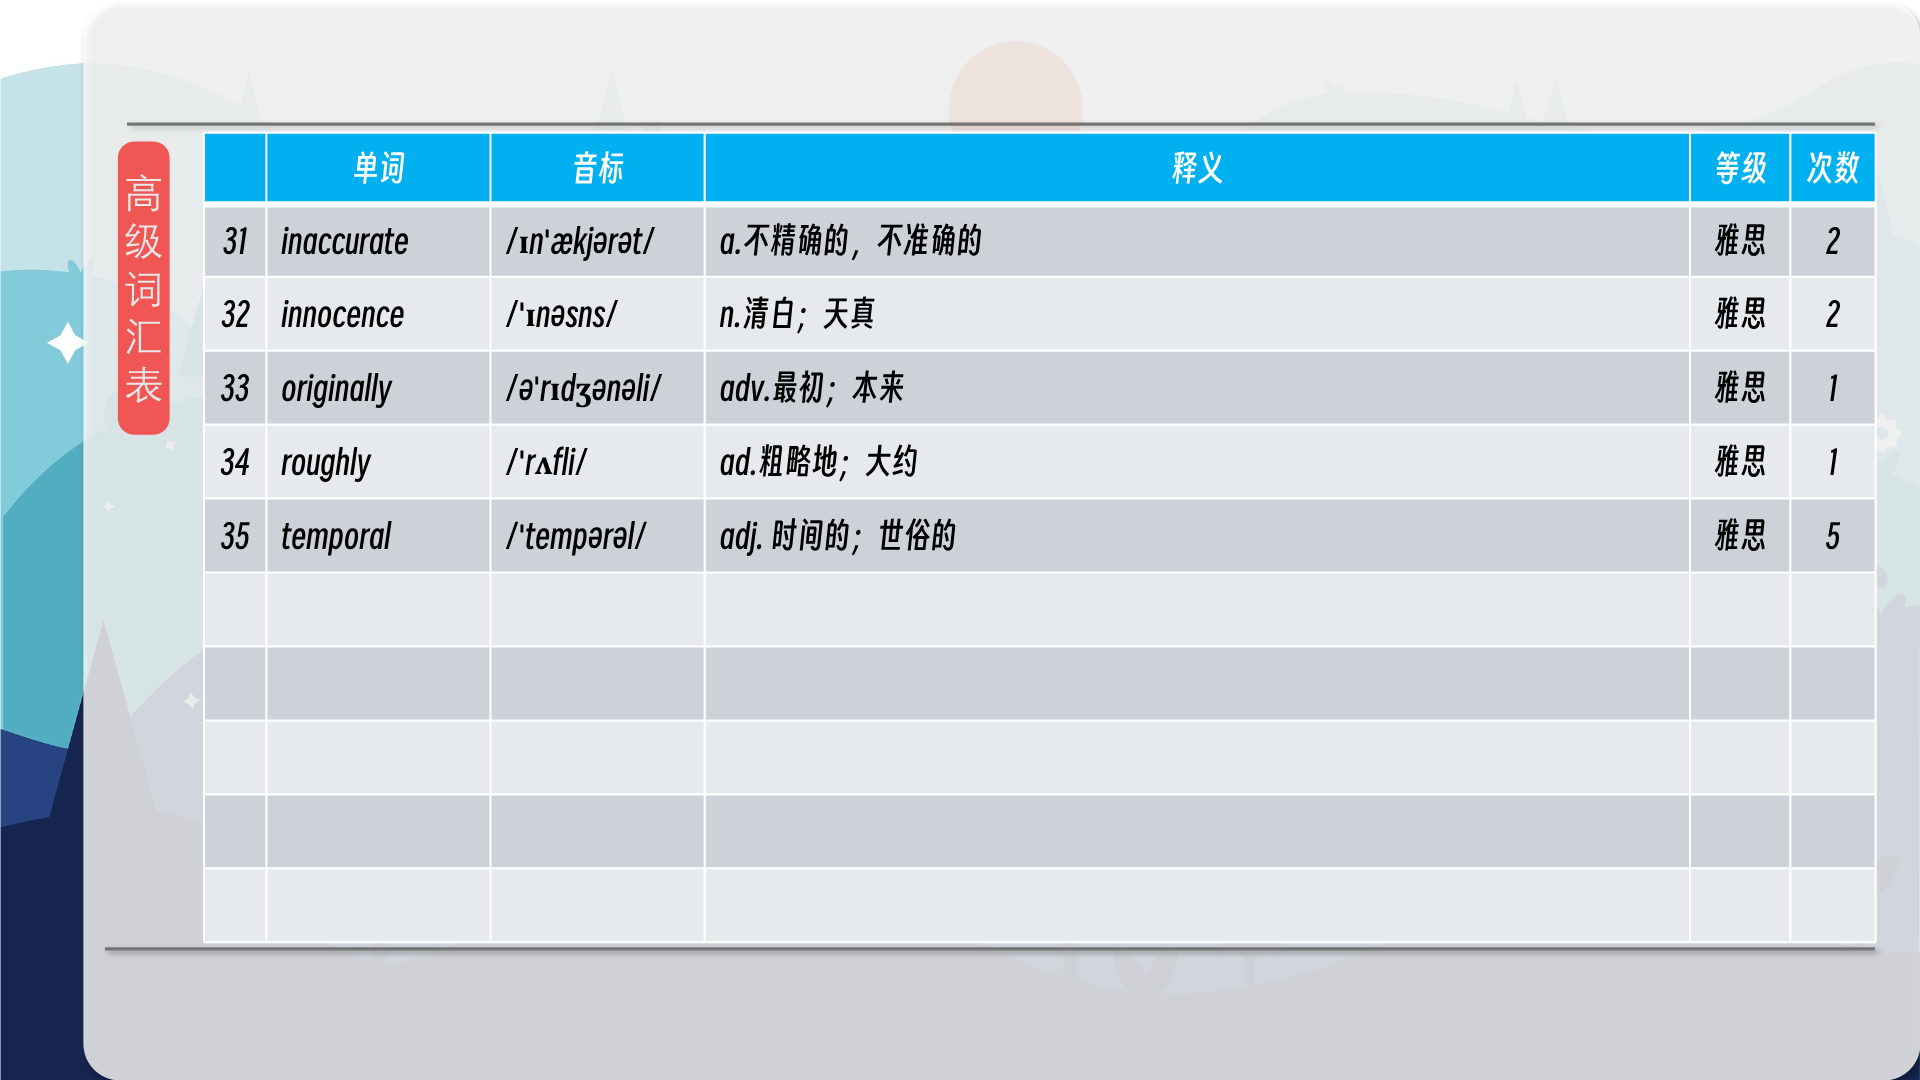 高级词汇表
单词 音标 释义 等级 次数
31 inaccurate /ɪn'ækjərət/ a.不精确的，不准确的 雅思 2
32 innocence /'ɪnəsns/ n.清白；天真 雅思 2
33 originally /ə'rɪdʒənəli/ adv.最初；本来 雅思 1
34 roughly /'rʌfli/ ad.粗略地；大约 雅思 1
35 temporal /'tempərəl/ adj. 时间的；世俗的 雅思 5